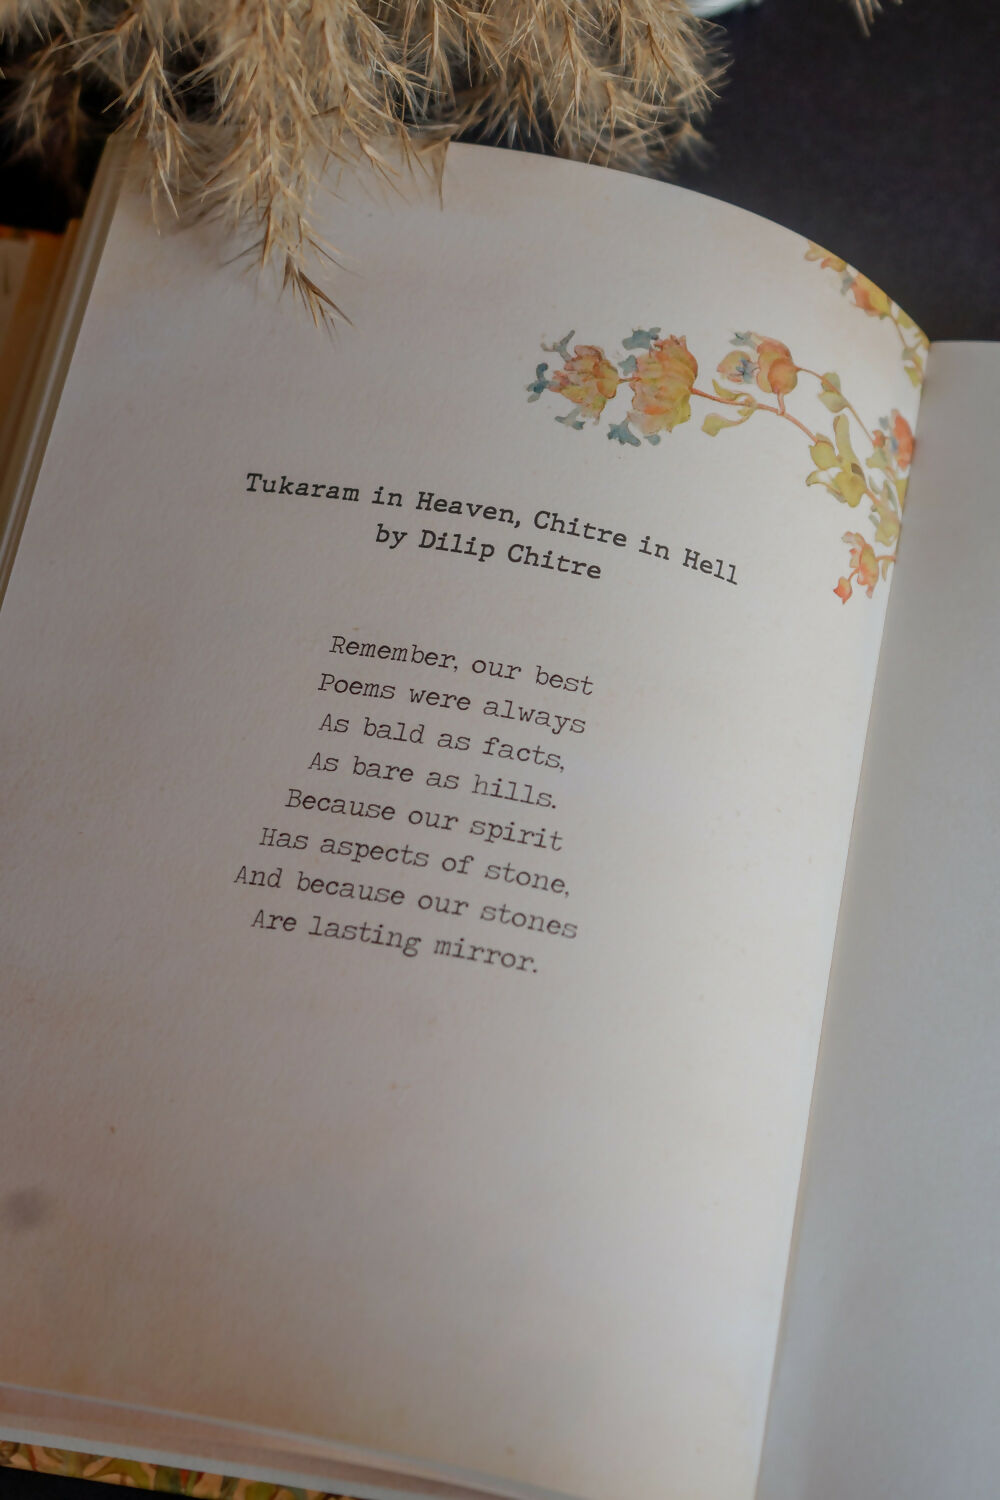 Tukaram in Heaven, Chitre in Hell
by Dilip Chitre
Remember, our best
Poems were always
As bald as facts,
As bare as hills.
Because our spirit
Has aspects of stone,
And because our stones
Are lasting mirror.